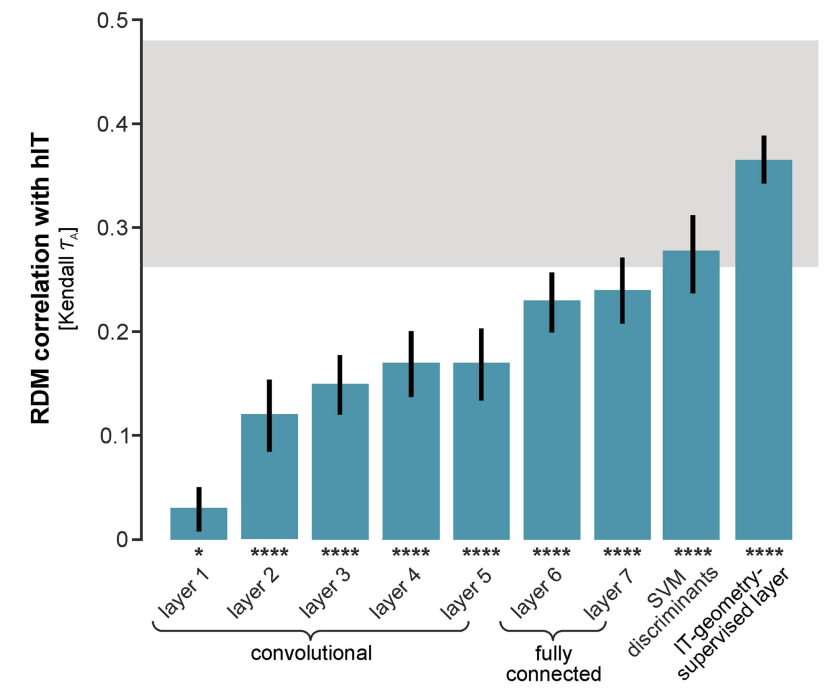 RDM correlation with hIT
[Kendall τA]
0.5
0.4
0.3
0.2
0.1
0
*
****
****
****
****
****
****
****
****
layer 1
layer 2
layer 3
layer 4
layer 5
layer 6
layer 7
SVM
discriminants
IT-geometry-
supervised layer
convolutional
fully
connected